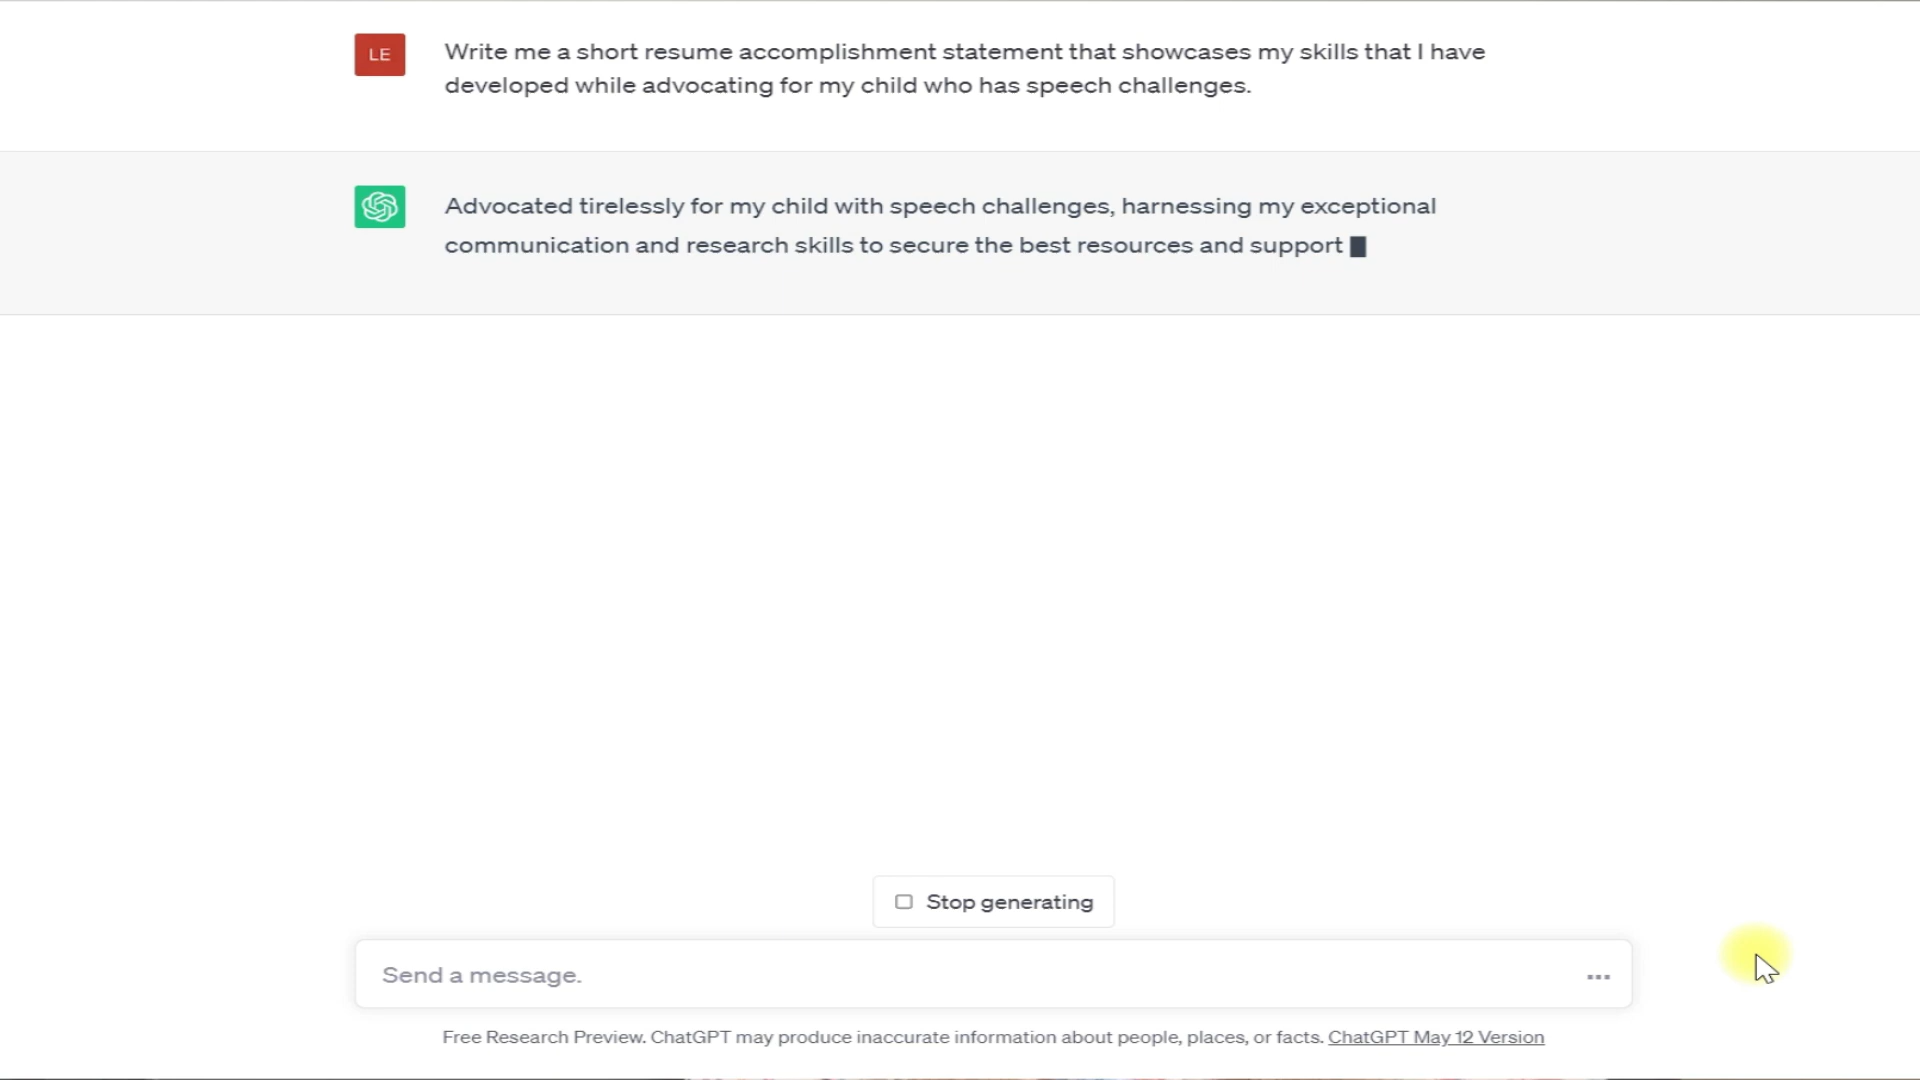 LE
Write me a short resume accomplishment statement that showcases my skills that I have
developed while advocating for my child who has speech challenges.
Advocated tirelessly for my child with speech challenges, harnessing my exceptional
communication and research skills to secure the best resources and support
Stop generating
Send a message.
Free Research Preview. ChatGPT may produce inaccurate information about people, places, or facts. ChatGPT May 12 Version